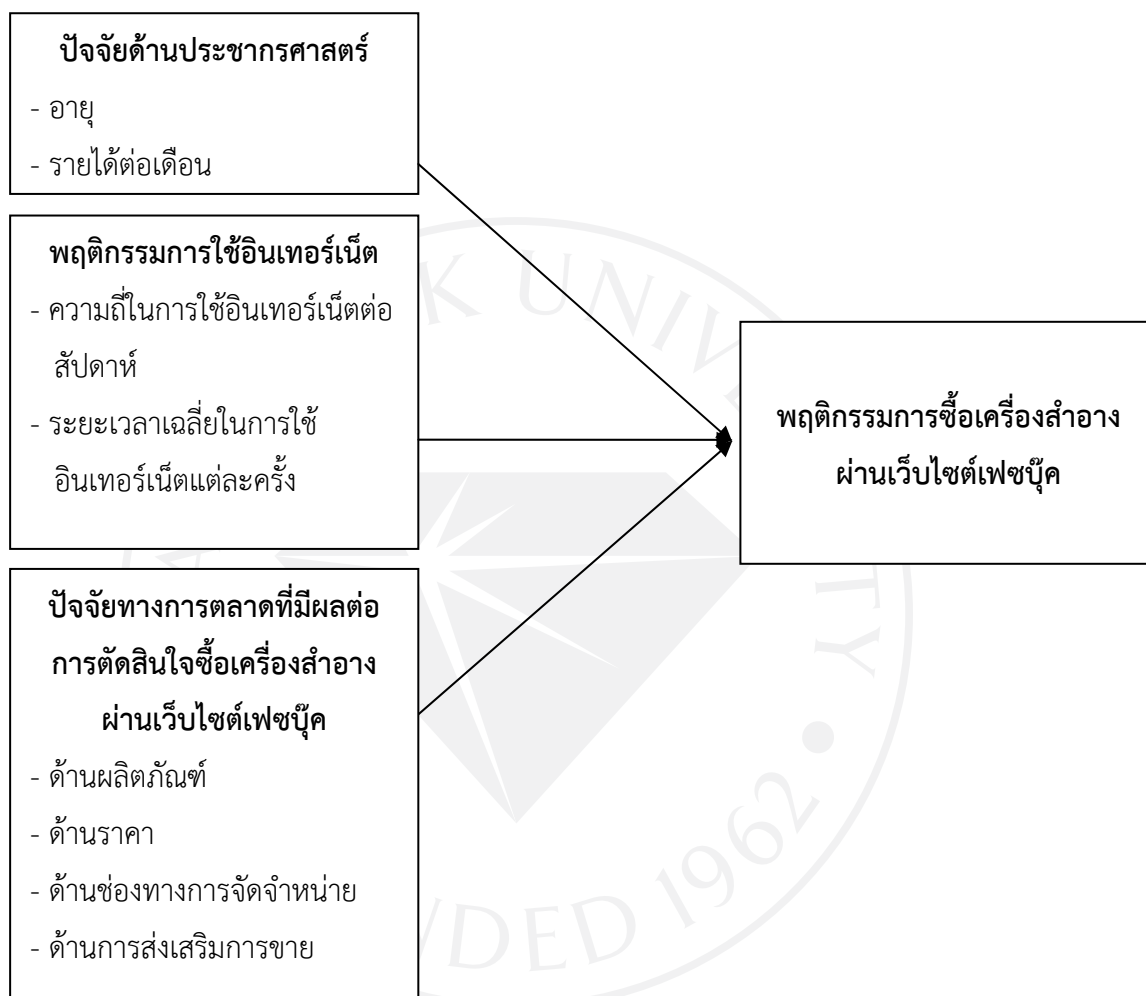 ปัจจัยด้านประชากรศาสตร์
- อายุ
- รายได้ต่อเดือน
พฤติกรรมการใช้อินเทอร์เน็ต
- ความถี่ในการใช้อินเทอร์เน็ตต่อ
สัปดาห์
- ระยะเวลาเฉลี่ยในการใช้
อินเทอร์เน็ตแต่ละครั้ง
ปัจจัยทางการตลาดที่มีผลต่อ
การตัดสินใจซื้อเครื่องสำอาง
ผ่านเว็บไซต์เฟซบุ๊ค
- ด้านผลิตภัณฑ์
- ด้านราคา
- ด้านช่องทางการจัดจำหน่าย
- ด้านการส่งเสริมการขาย
พฤติกรรมการซื้อเครื่องสำอาง
ผ่านเว็บไซต์เฟซบุ๊ค
1962